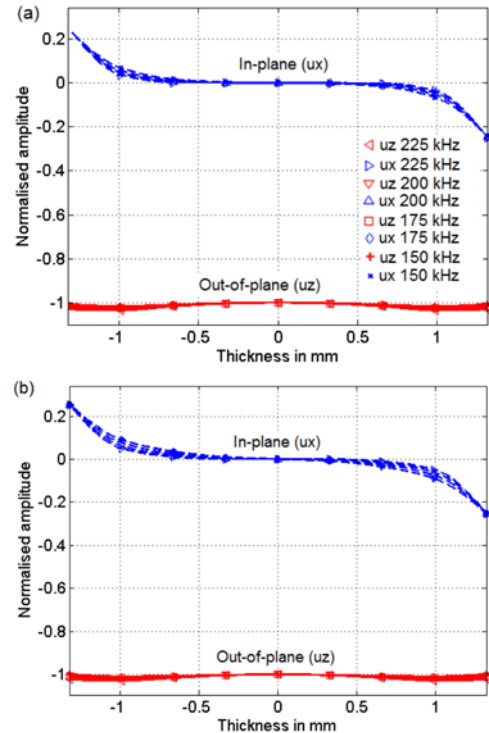 (a)
0.2
0
-0.2
-0.4
-0.6
-0.8
-1
Normalised amplitude
In-plane (ux)
uz 225 kHz
ux 225 kHz
uz 200 kHz
ux 200 kHz
uz 175 kHz
ux 175 kHz
uz 150 kHz
ux 150 kHz
Out-of-plane (uz)
-1 -0.5 0 0.5 1
Thickness in mm
(b)
0.2
0
-0.2
-0.4
-0.6
-0.8
-1
Normalised amplitude
In-plane (ux)
Out-of-plane (uz)
-1 -0.5 0 0.5 1
Thickness in mm